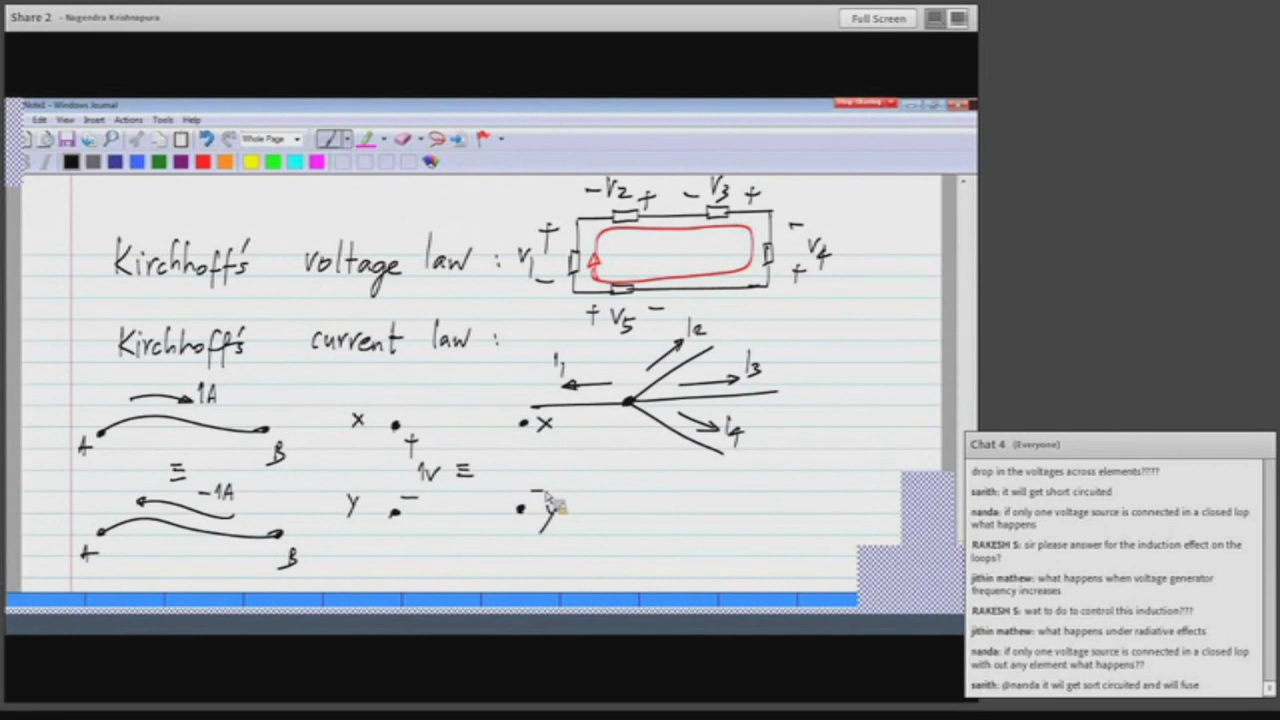 Share 2 - Nagendra Krishnapura
Full Screen
Note1 - Windows Journal
Stop Sharing
Edit View Insert Actions Tools Help
Whole Page
- V2 + - V3 +
Kirchhoff's voltage law :
+ V1 -
- V4 +
+ V5 -
Kirchhoff's current law :
I1 I2 I3 I4
1A
A B
X
+
1V ≡
Y -
X
-
Y
≡
-1A
A B
Chat 4 (Everyone)
drop in the voltages across elements????
sarith: it will get short circuited
nanda: if only one voltage source is connected in a closed lop
what happens
RAKESH S: sir please answer for the induction effect on the
loops?
jithin mathew: what happens when voltage generator
frequency increases
RAKESH S: wat to do to control this induction???
jithin mathew: what happens under radiative effects
nanda: if only one voltage source is connected in a closed lop
with out any element what happens??
sarith: @nanda it wil get sort circuited and will fuse